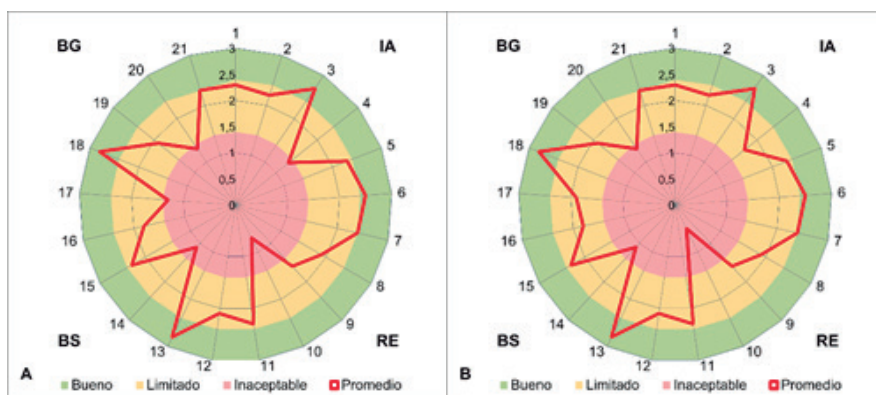 BG IA
1 2 3 4 5 6 7 8 9 10 11 12 13 14 15 16 17 18 19 20 21
3
2,5
2
1,5
1
0,5
0
BS RE
A
Bueno Limitado Inaceptable Promedio
BG IA
1 2 3 4 5 6 7 8 9 10 11 12 13 14 15 16 17 18 19 20 21
3
2,5
2
1,5
1
0,5
0
BS RE
B
Bueno Limitado Inaceptable Promedio